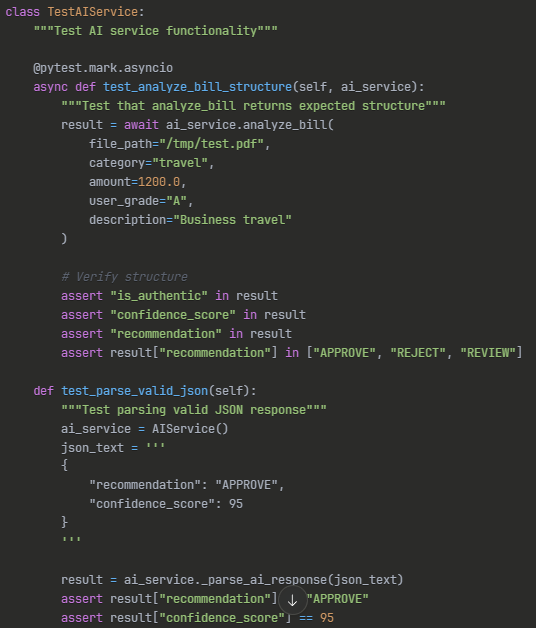 class TestAIService:
    """Test AI service functionality"""

    @pytest.mark.asyncio
    async def test_analyze_bill_structure(self, ai_service):
        """Test that analyze_bill returns expected structure"""
        result = await ai_service.analyze_bill(
            file_path="/tmp/test.pdf",
            category="travel",
            amount=1200.0,
            user_grade="A",
            description="Business travel"
        )

        # Verify structure
        assert "is_authentic" in result
        assert "confidence_score" in result
        assert "recommendation" in result
        assert result["recommendation"] in ["APPROVE", "REJECT", "REVIEW"]

    def test_parse_valid_json(self):
        """Test parsing valid JSON response"""
        ai_service = AIService()
        json_text = '''
        {
            "recommendation": "APPROVE",
            "confidence_score": 95
        }
        '''

        result = ai_service._parse_ai_response(json_text)
        assert result["recommendation"] "APPROVE"
        assert result["confidence_score"] == 95